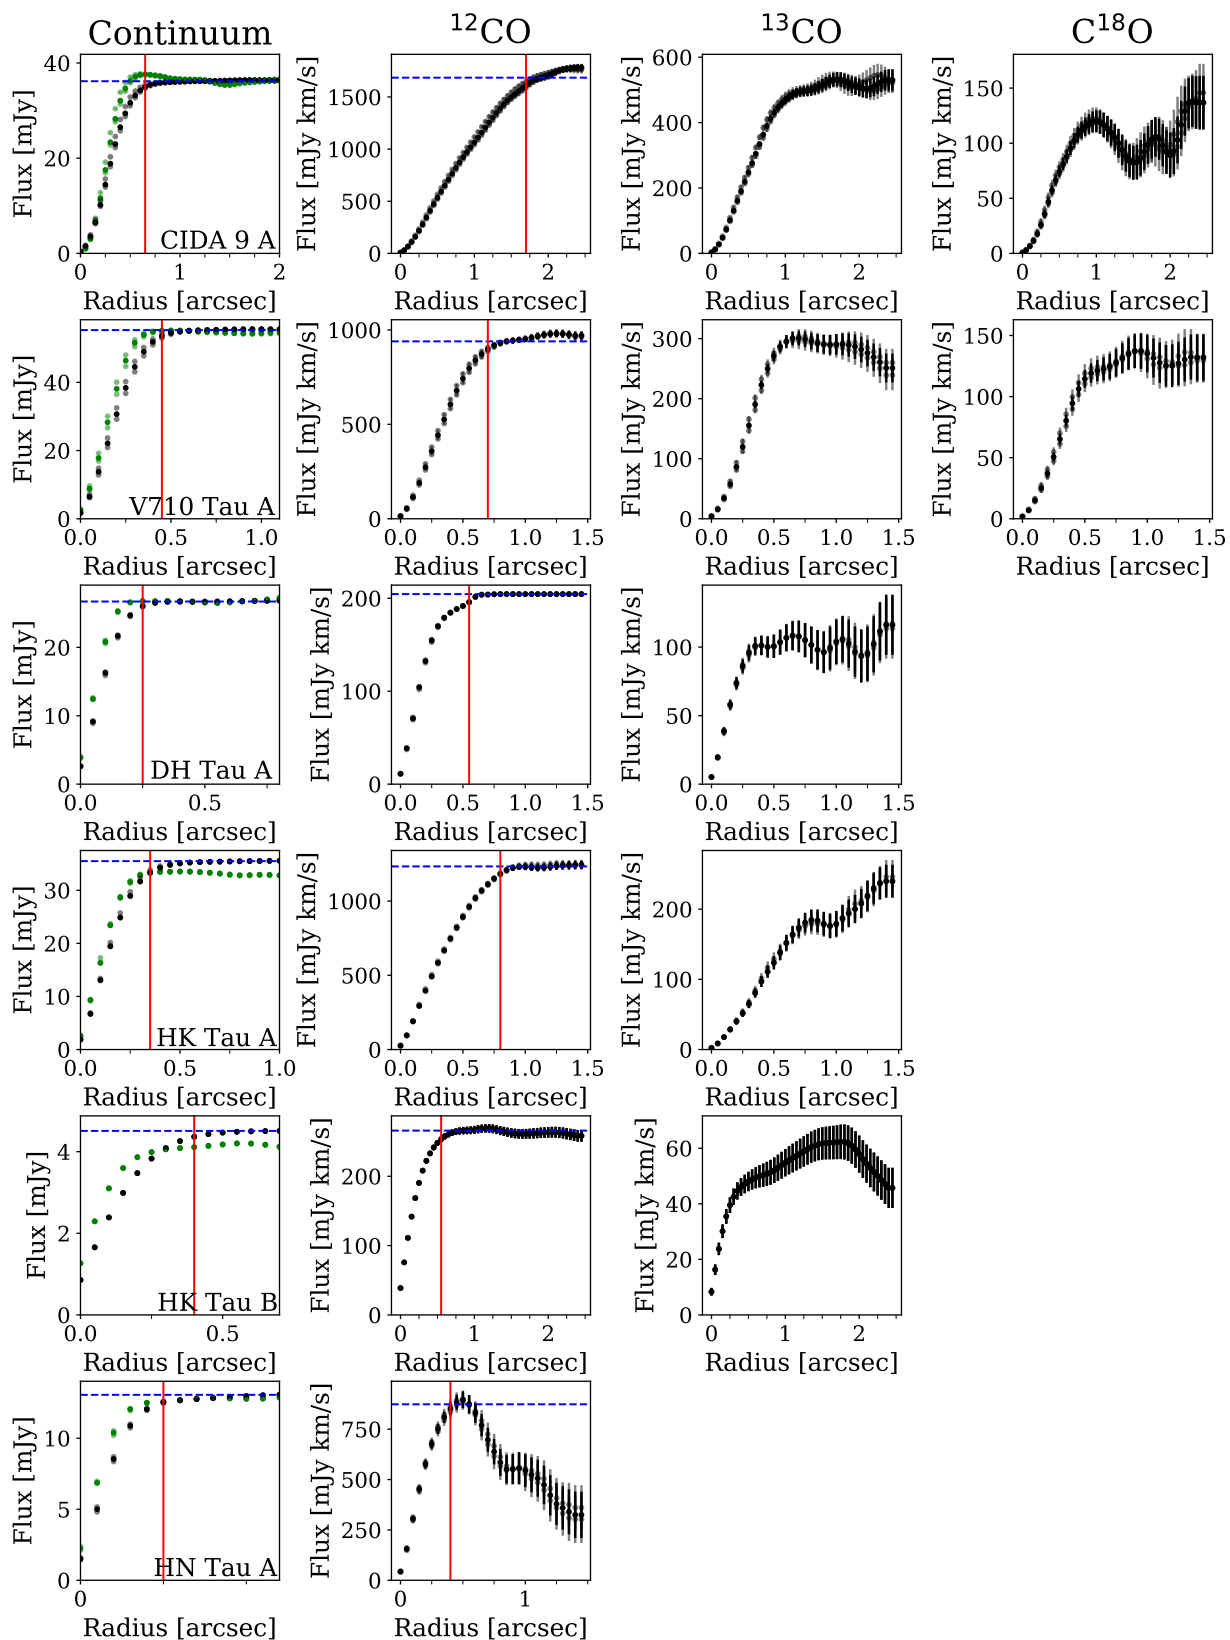 Continuum
¹²CO
¹³CO
C¹⁸O
Flux [mJy]
40
20
0
0
1
2
CIDA 9 A
Radius [arcsec]
Flux [mJy km/s]
1500
1000
500
0
0
1
2
Radius [arcsec]
Flux [mJy km/s]
600
400
200
0
0
1
2
Radius [arcsec]
Flux [mJy km/s]
150
100
50
0
0
1
2
Radius [arcsec]
Flux [mJy]
40
20
0
0.0
0.5
1.0
V710 Tau A
Radius [arcsec]
Flux [mJy km/s]
1000
500
0
0.0
0.5
1.0
1.5
Radius [arcsec]
Flux [mJy km/s]
300
200
100
0
0.0
0.5
1.0
1.5
Radius [arcsec]
Flux [mJy km/s]
150
100
50
0
0.0
0.5
1.0
1.5
Radius [arcsec]
Flux [mJy]
20
10
0
0.0
0.5
DH Tau A
Radius [arcsec]
Flux [mJy km/s]
200
100
0
0.0
0.5
1.0
1.5
Radius [arcsec]
Flux [mJy km/s]
100
50
0
0.0
0.5
1.0
1.5
Radius [arcsec]
Flux [mJy]
30
20
10
0
0.0
0.5
1.0
HK Tau A
Radius [arcsec]
Flux [mJy km/s]
1000
500
0
0.0
0.5
1.0
1.5
Radius [arcsec]
Flux [mJy km/s]
200
100
0
0.0
0.5
1.0
1.5
Radius [arcsec]
Flux [mJy]
4
2
0
0.0
0.5
HK Tau B
Radius [arcsec]
Flux [mJy km/s]
200
100
0
0
1
2
Radius [arcsec]
Flux [mJy km/s]
60
40
20
0
0
1
2
Radius [arcsec]
Flux [mJy]
10
5
0
0
HN Tau A
Radius [arcsec]
Flux [mJy km/s]
750
500
250
0
0
1
Radius [arcsec]